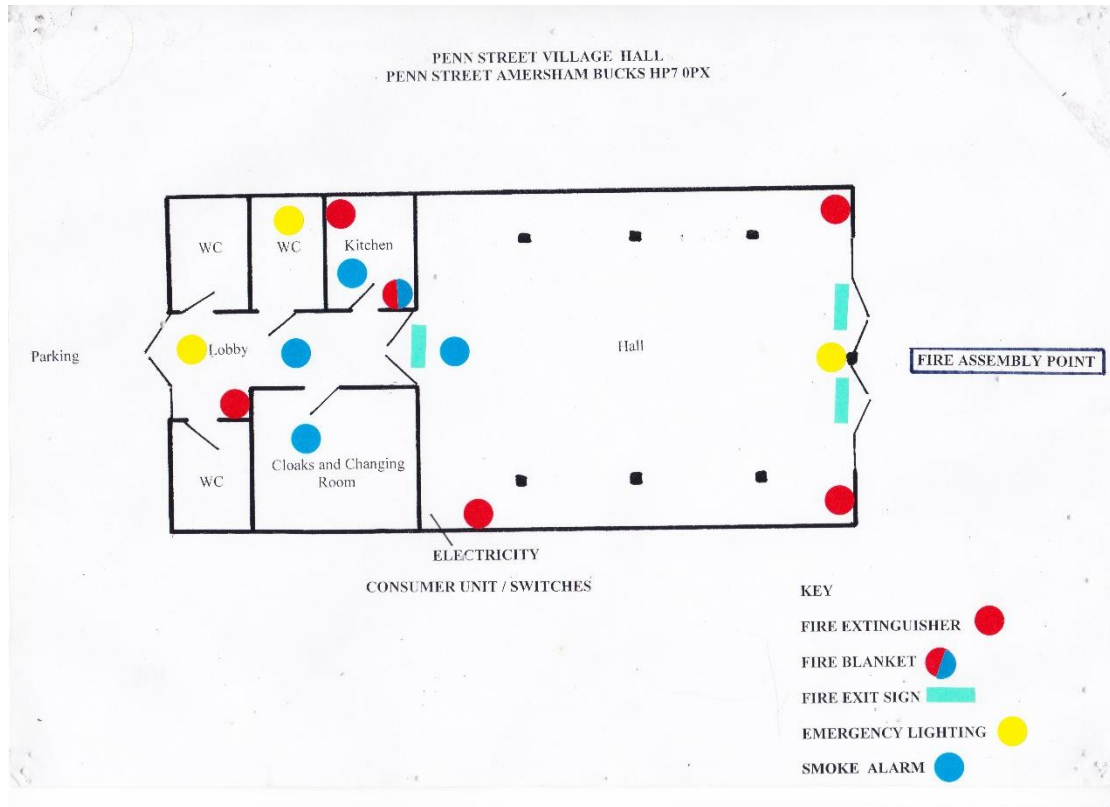 PENN STREET VILLAGE HALL
PENN STREET AMERSHAM BUCKS HP7 0PX
WC
WC
Kitchen
Parking
Lobby
Hall
FIRE ASSEMBLY POINT
WC
Cloaks and Changing
Room
ELECTRICITY
CONSUMER UNIT / SWITCHES
KEY
FIRE EXTINGUISHER
FIRE BLANKET
FIRE EXIT SIGN
EMERGENCY LIGHTING
SMOKE ALARM